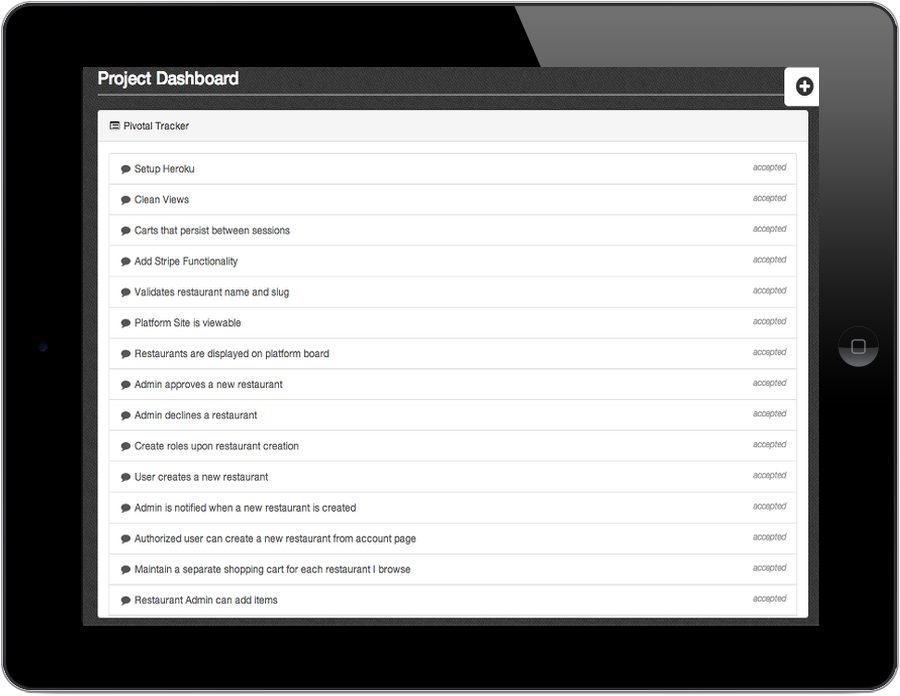 Project Dashboard
Pivotal Tracker
Setup Heroku accepted
Clean Views accepted
Carts that persist between sessions accepted
Add Stripe Functionality accepted
Validates restaurant name and slug accepted
Platform Site is viewable accepted
Restaurants are displayed on platform board accepted
Admin approves a new restaurant accepted
Admin declines a restaurant accepted
Create roles upon restaurant creation accepted
User creates a new restaurant accepted
Admin is notified when a new restaurant is created accepted
Authorized user can create a new restaurant from account page accepted
Maintain a separate shopping cart for each restaurant I browse accepted
Restaurant Admin can add items accepted